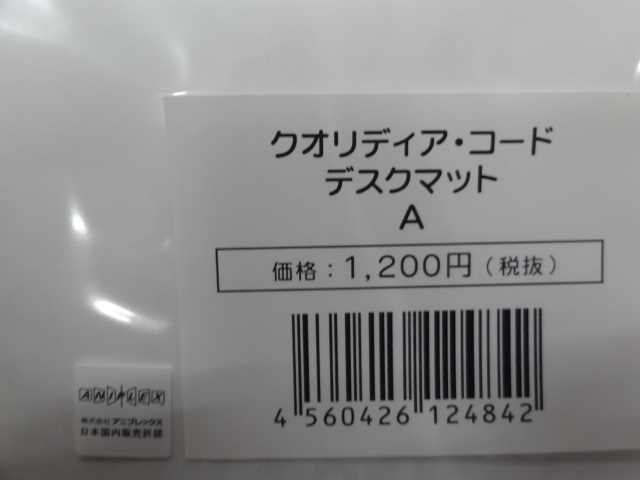 クオリディア・コード
デスクマット
A
価格：1,200円（税抜）
4 560426 124842
ANIPLEX
株式会社アニプレックス
日本国内販売許諾